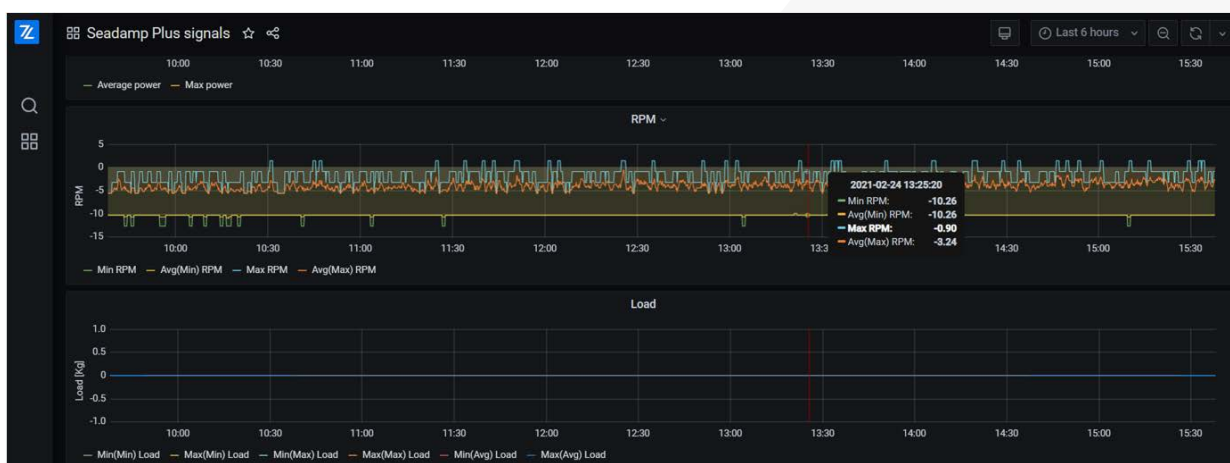 Seadamp Plus signals
Last 6 hours
10:00 10:30 11:00 11:30 12:00 12:30 13:00 13:30 14:00 14:30 15:00 15:30
Average power Max power
RPM
5
0
-5
-10
-15
RPM
2021-02-24 13:25:20
Min RPM: -10.26
Avg(Min) RPM: -10.26
Max RPM: -0.90
Avg(Max) RPM: -3.24
10:00 10:30 11:00 11:30 12:00 12:30 13:00 13:3 14:00 14:30 15:00 15:30
Min RPM Avg(Min) RPM Max RPM Avg(Max) RPM
Load
1.0
0.5
0
-0.5
-1.0
Load [Kg]
10:00 10:30 11:00 11:30 12:00 12:30 13:00 13:30 14:00 14:30 15:00 15:30
Min(Min) Load Max(Min) Load Min(Max) Load Max(Max) Load Min(Avg) Load Max(Avg) Load